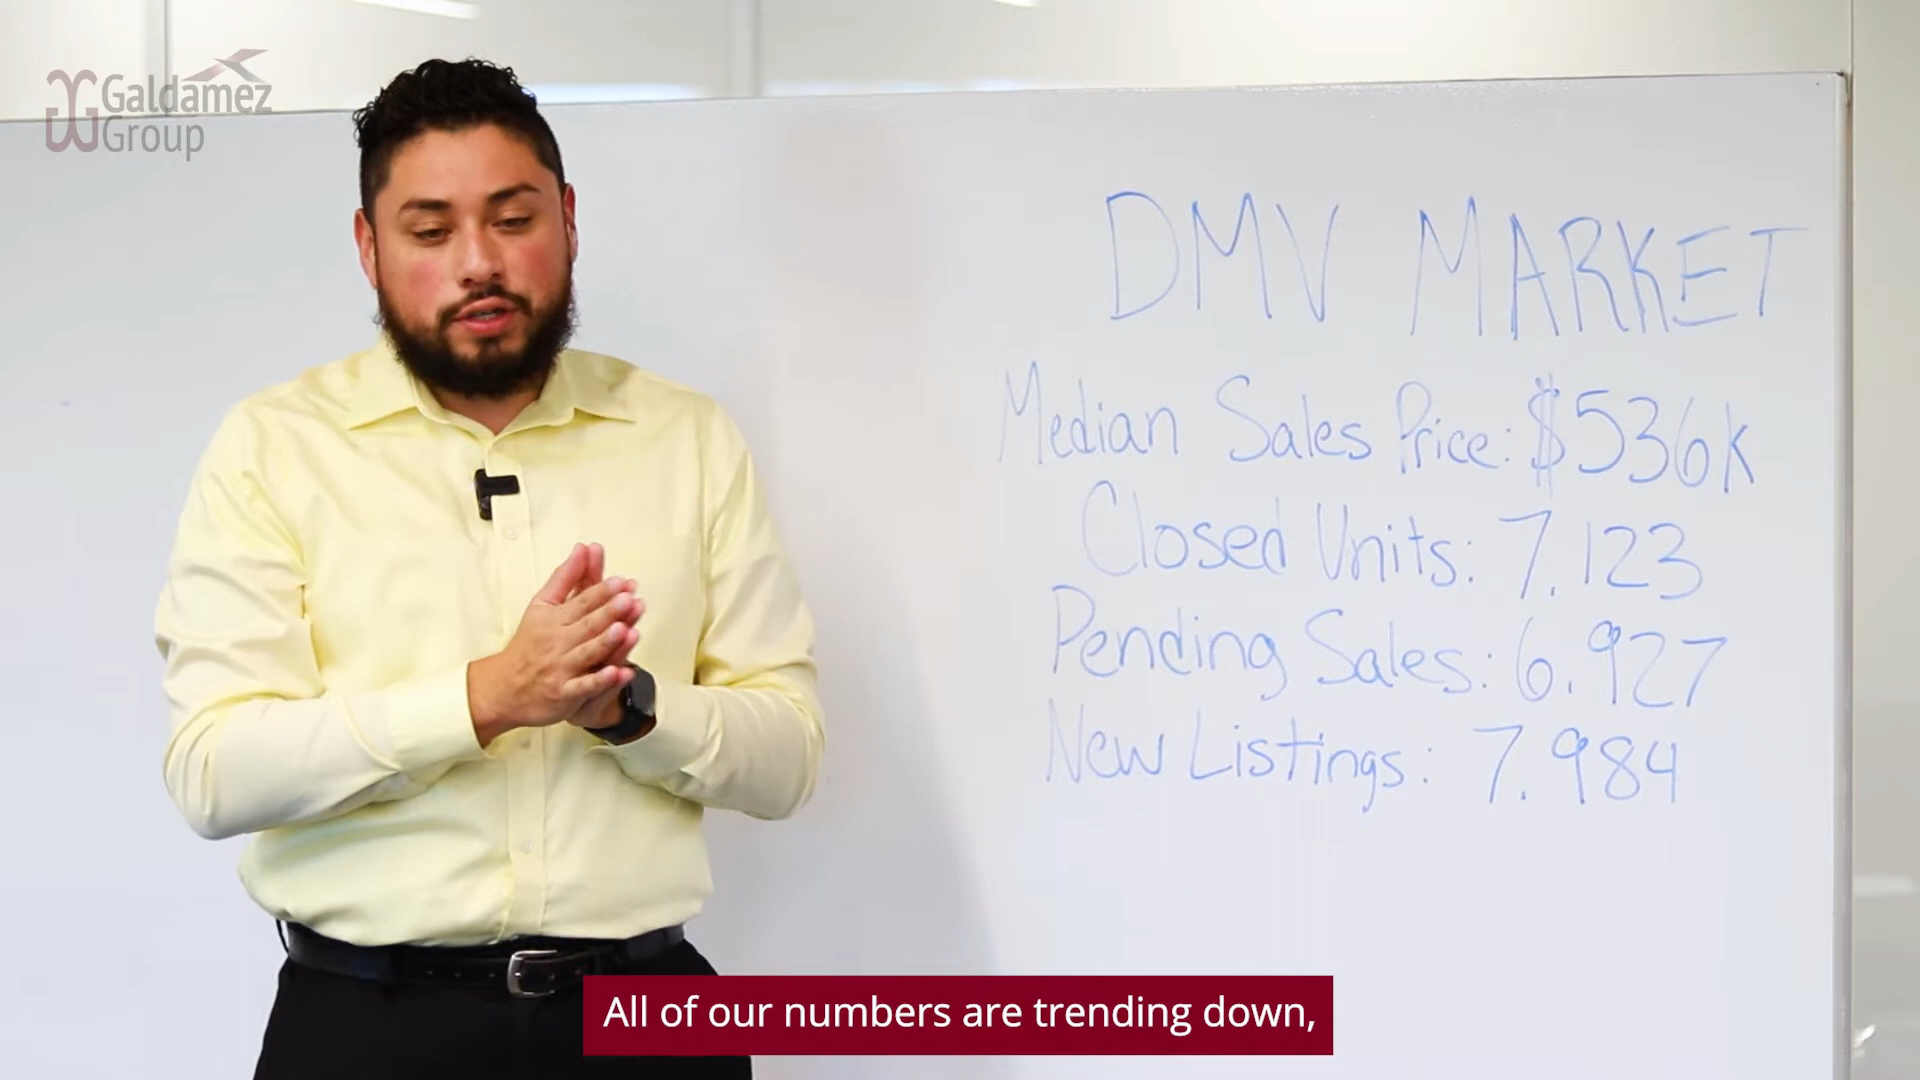 Galdamez
Group
DMV MARKET
Median Sales Price: $536K
Closed Units: 7.123
Pending Sales: 6.927
New Listings: 7.984
All of our numbers are trending down,